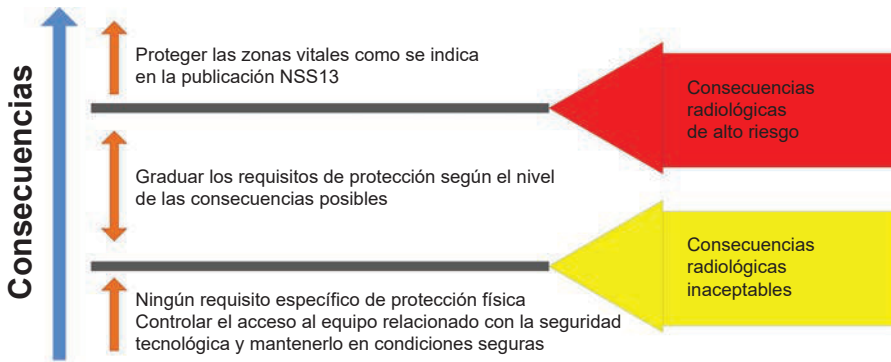 Consecuencias
Proteger las zonas vitales como se indica
en la publicación NSS13
Consecuencias
radiológicas
de alto riesgo
Graduar los requisitos de protección según el nivel
de las consecuencias posibles
Consecuencias
radiológicas
inaceptables
Ningún requisito específico de protección física
Controlar el acceso al equipo relacionado con la seguridad
tecnológica y mantenerlo en condiciones seguras